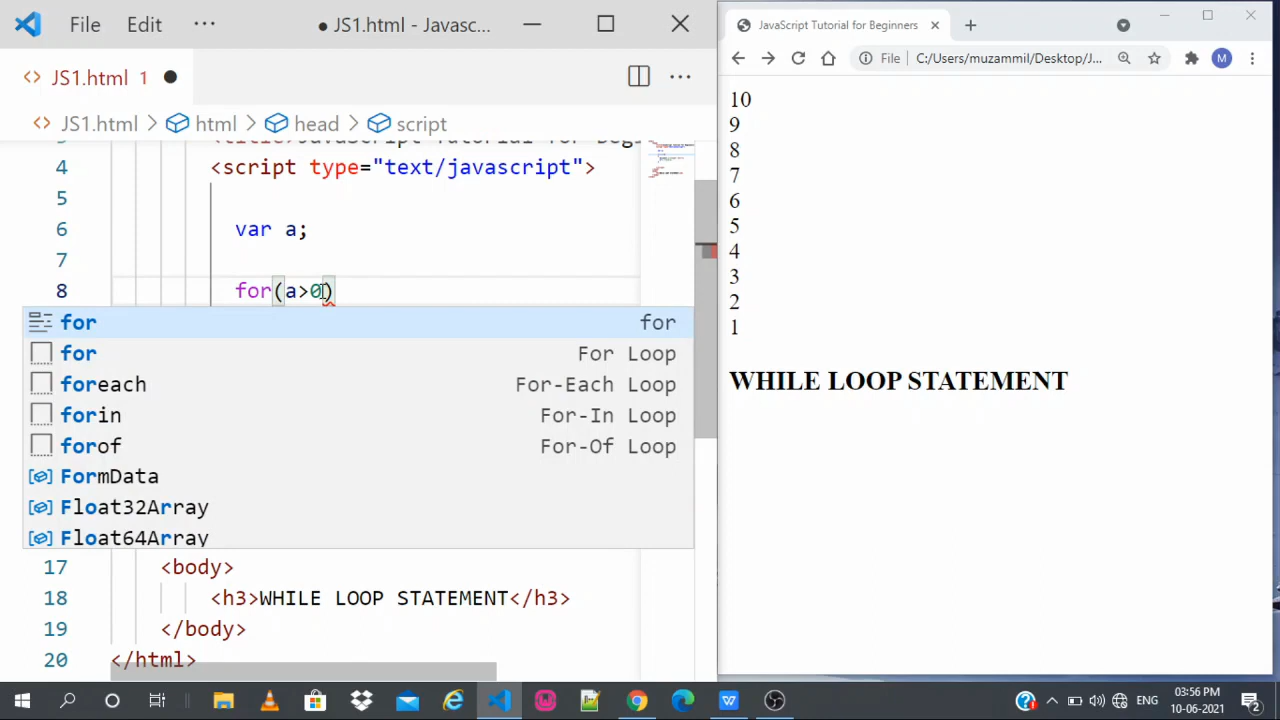 File Edit ··· ● JS1.html - Javasc...
JS1.html 1 ●
JS1.html > html > head > script
4 <script type="text/javascript">
5
6 var a;
7
8 for(a>0)
for for
for For Loop
foreach For-Each Loop
forin For-In Loop
forof For-Of Loop
FormData
Float32Array
Float64Array
17 <body>
18 <h3>WHILE LOOP STATEMENT</h3>
19 </body>
20 </html>
JavaScript Tutorial for Beginners
File C:/Users/muzammil/Desktop/J... M
10
9
8
7
6
5
4
3
2
1
WHILE LOOP STATEMENT
ENG
03:56 PM
10-06-2021
2